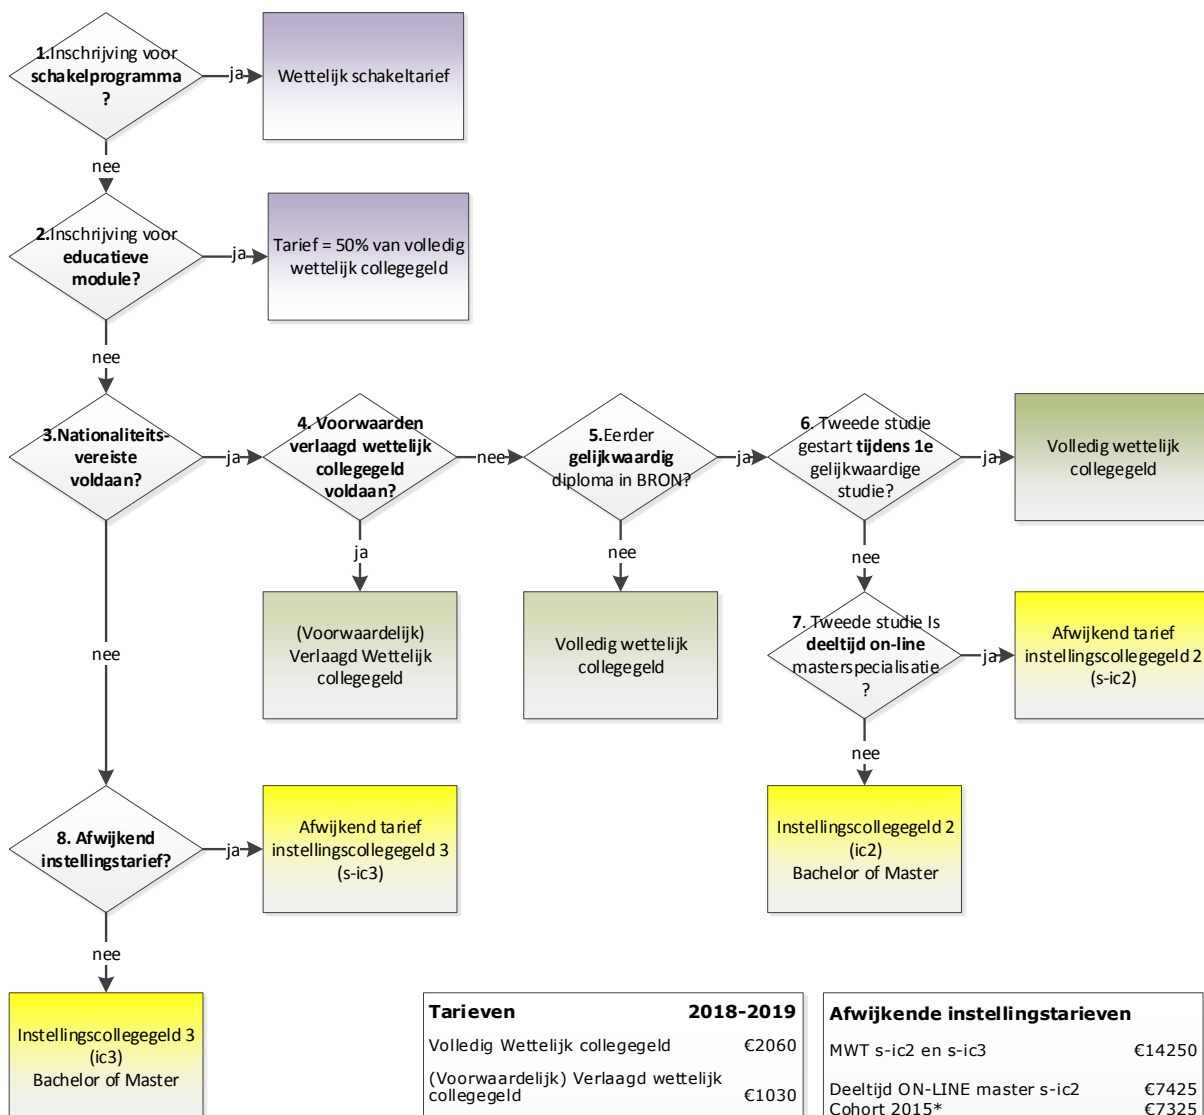 1.Inschrijving voor
schakelprogramma
?
ja
Wettelijk schakeltarief
nee
2.Inschrijving voor
educatieve
module?
ja
Tarief = 50% van volledig
wettelijk collegegeld
nee
3.Nationaliteits-
vereiste
voldaan?
ja
4. Voorwaarden
verlaagd wettelijk
collegegeld
voldaan?
nee
5.Eerder
gelijkwaardig
diploma in BRON?
ja
6. Tweede studie
gestart tijdens 1e
gelijkwaardige
studie?
ja
Volledig wettelijk
collegegeld
ja
nee
nee
nee
(Voorwaardelijk)
Verlaagd Wettelijk
collegegeld
Volledig wettelijk
collegegeld
7. Tweede studie Is
deeltijd on-line
masterspecialisatie
?
ja
Afwijkend tarief
instellingscollegegeld 2
(s-ic2)
nee
8. Afwijkend
instellingstarief?
ja
Afwijkend tarief
instellingscollegegeld 3
(s-ic3)
Instellingscollegegeld 2
(ic2)
Bachelor of Master
nee
Instellingscollegegeld 3
(ic3)
Bachelor of Master
Tarieven 2018-2019
Volledig Wettelijk collegegeld €2060
(Voorwaardelijk) Verlaagd wettelijk
collegegeld €1030
Afwijkende instellingstarieven
MWT s-ic2 en s-ic3 €14250
Deeltijd ON-LINE master s-ic2 €7425
Cohort 2015* €7325